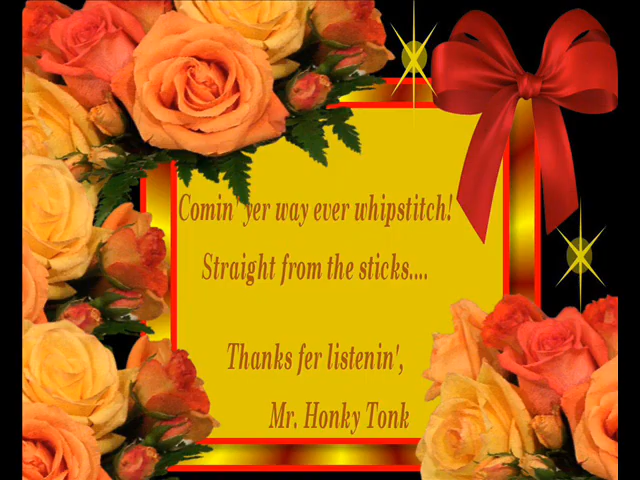 Comin' yer way ever whipstitch!
Straight from the sticks....
Thanks fer listenin',
Mr. Honky Tonk